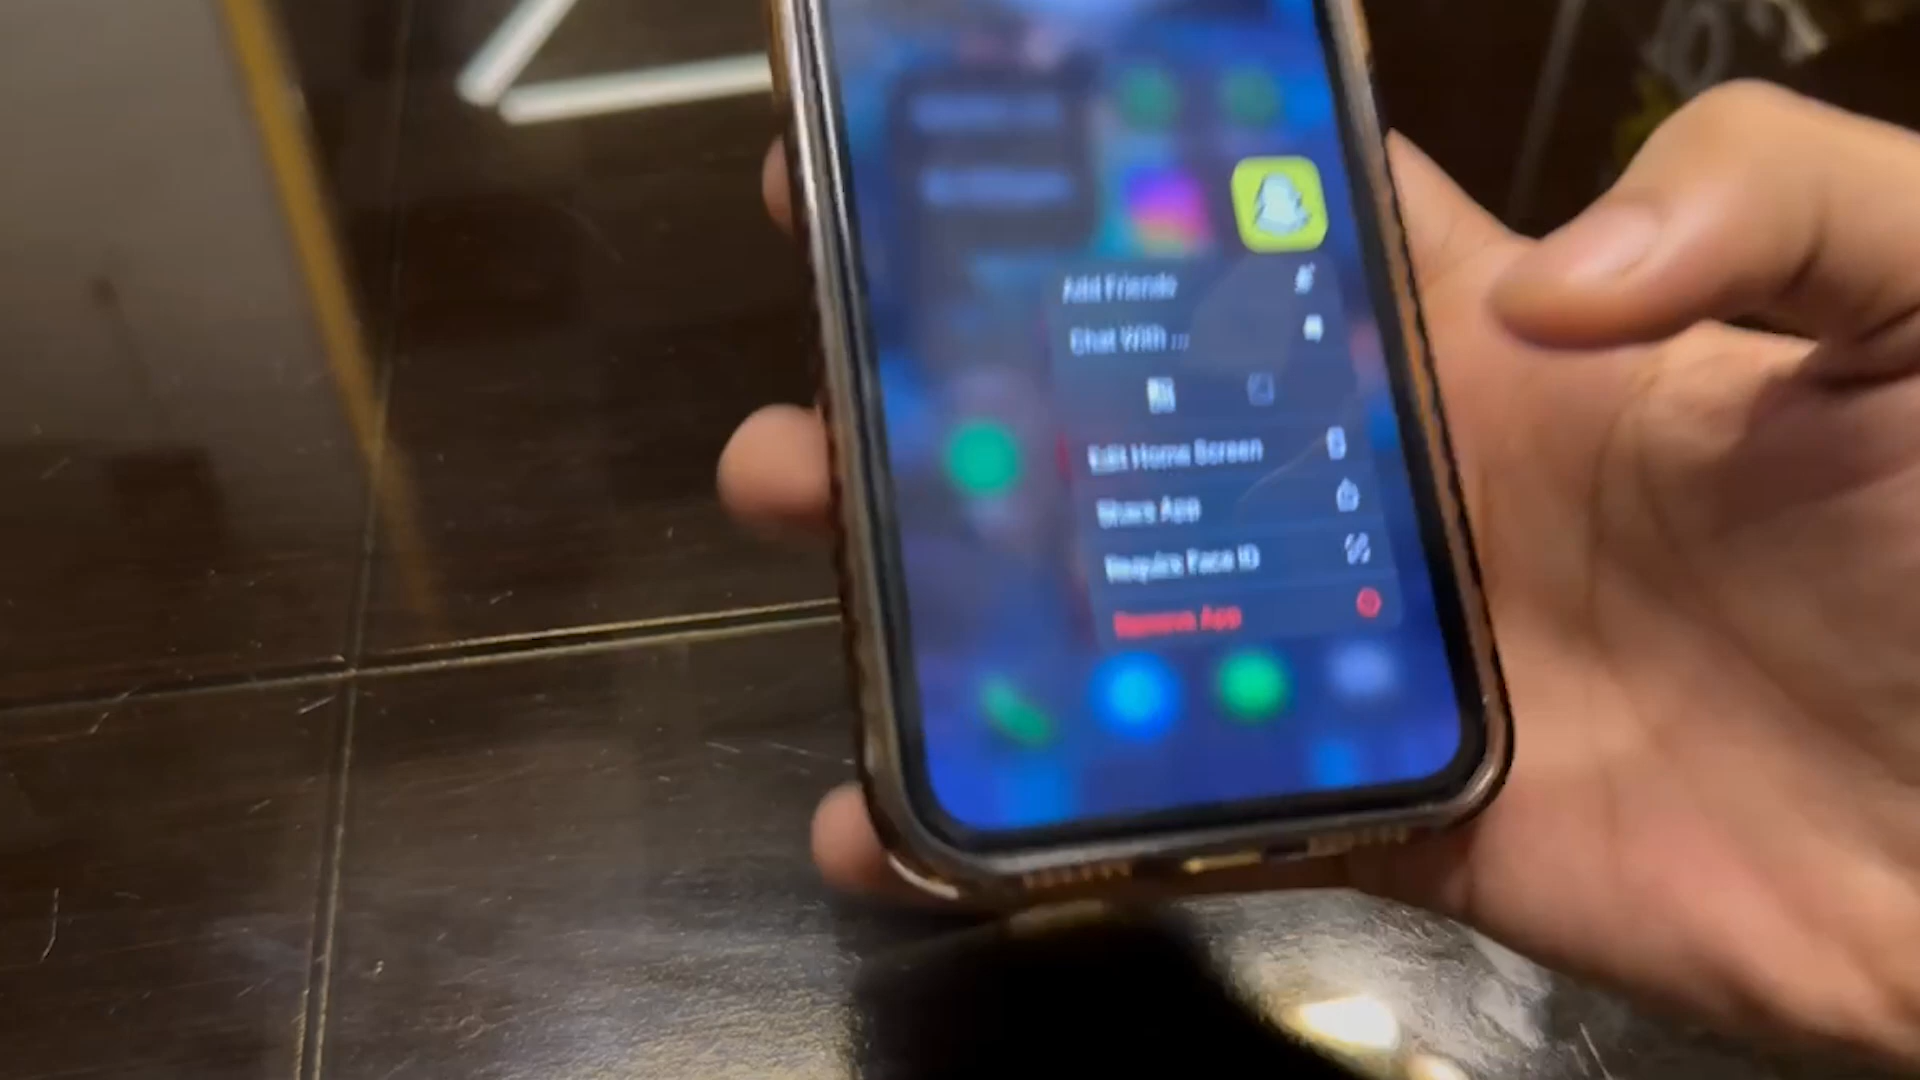 Add Friends
Chat With ...
Edit Home Screen
Share App
Require Face ID
Remove App